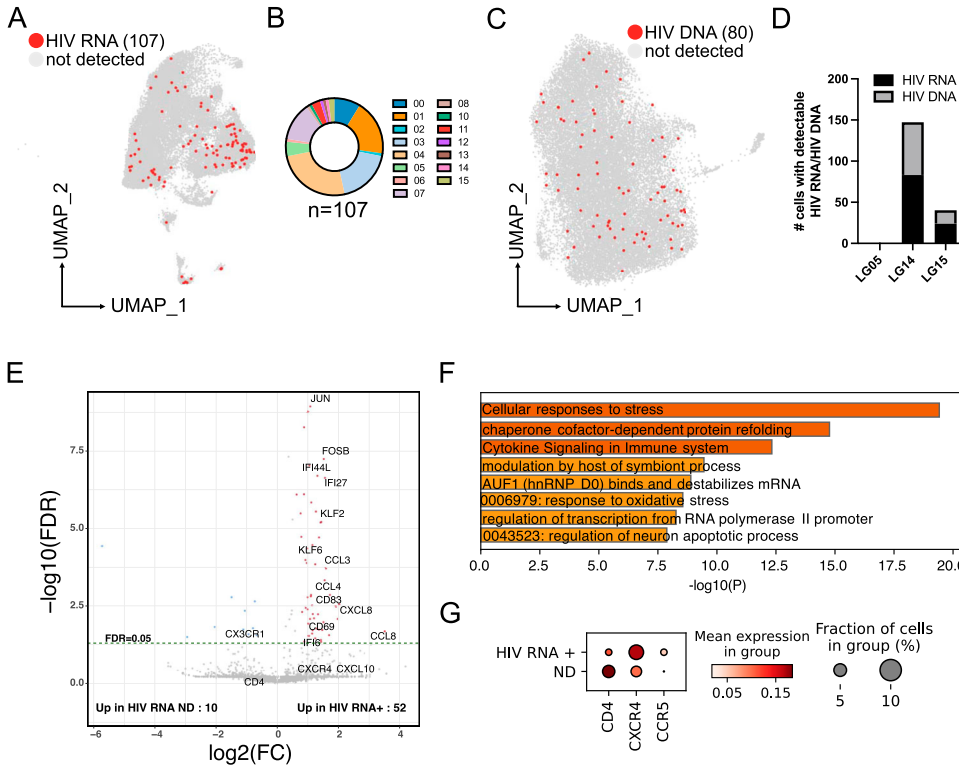 A
HIV RNA (107)
not detected
UMAP_2
UMAP_1
B
00
01
02
03
04
05
06
07
08
10
11
12
13
14
15
n=107
C
HIV DNA (80)
not detected
UMAP_2
UMAP_1
D
HIV RNA
HIV DNA
# cells with detectable
HIV RNA/HIV DNA
200
150
100
50
0
LG05
LG14
LG15
E
−log10(FDR)
7.5
5.0
2.5
0.0
JUN
FOSB
IFI44L
IFI27
KLF2
KLF6
CCL3
CCL4
CD83
CXCL8
CX3CR1
CD69
CCL8
FDR=0.05
IFI6
CXCR4
CXCL10
CD4
Up in HIV RNA ND : 10
Up in HIV RNA+ : 52
−6
−4
−2
0
2
4
log2(FC)
F
Cellular responses to stress
chaperone cofactor-dependent protein refolding
Cytokine Signaling in Immune system
modulation by host of symbiont process
AUF1 (hnRNP D0) binds and destabilizes mRNA
0006979: response to oxidative stress
regulation of transcription from RNA polymerase II promoter
0043523: regulation of neuron apoptotic process
0.0
2.5
5.0
7.5
10.0
12.5
15.0
17.5
20.0
-log10(P)
G
HIV RNA +
ND
CD4
CXCR4
CCR5
Mean expression
in group
0.05
0.15
Fraction of cells
in group (%)
5
10